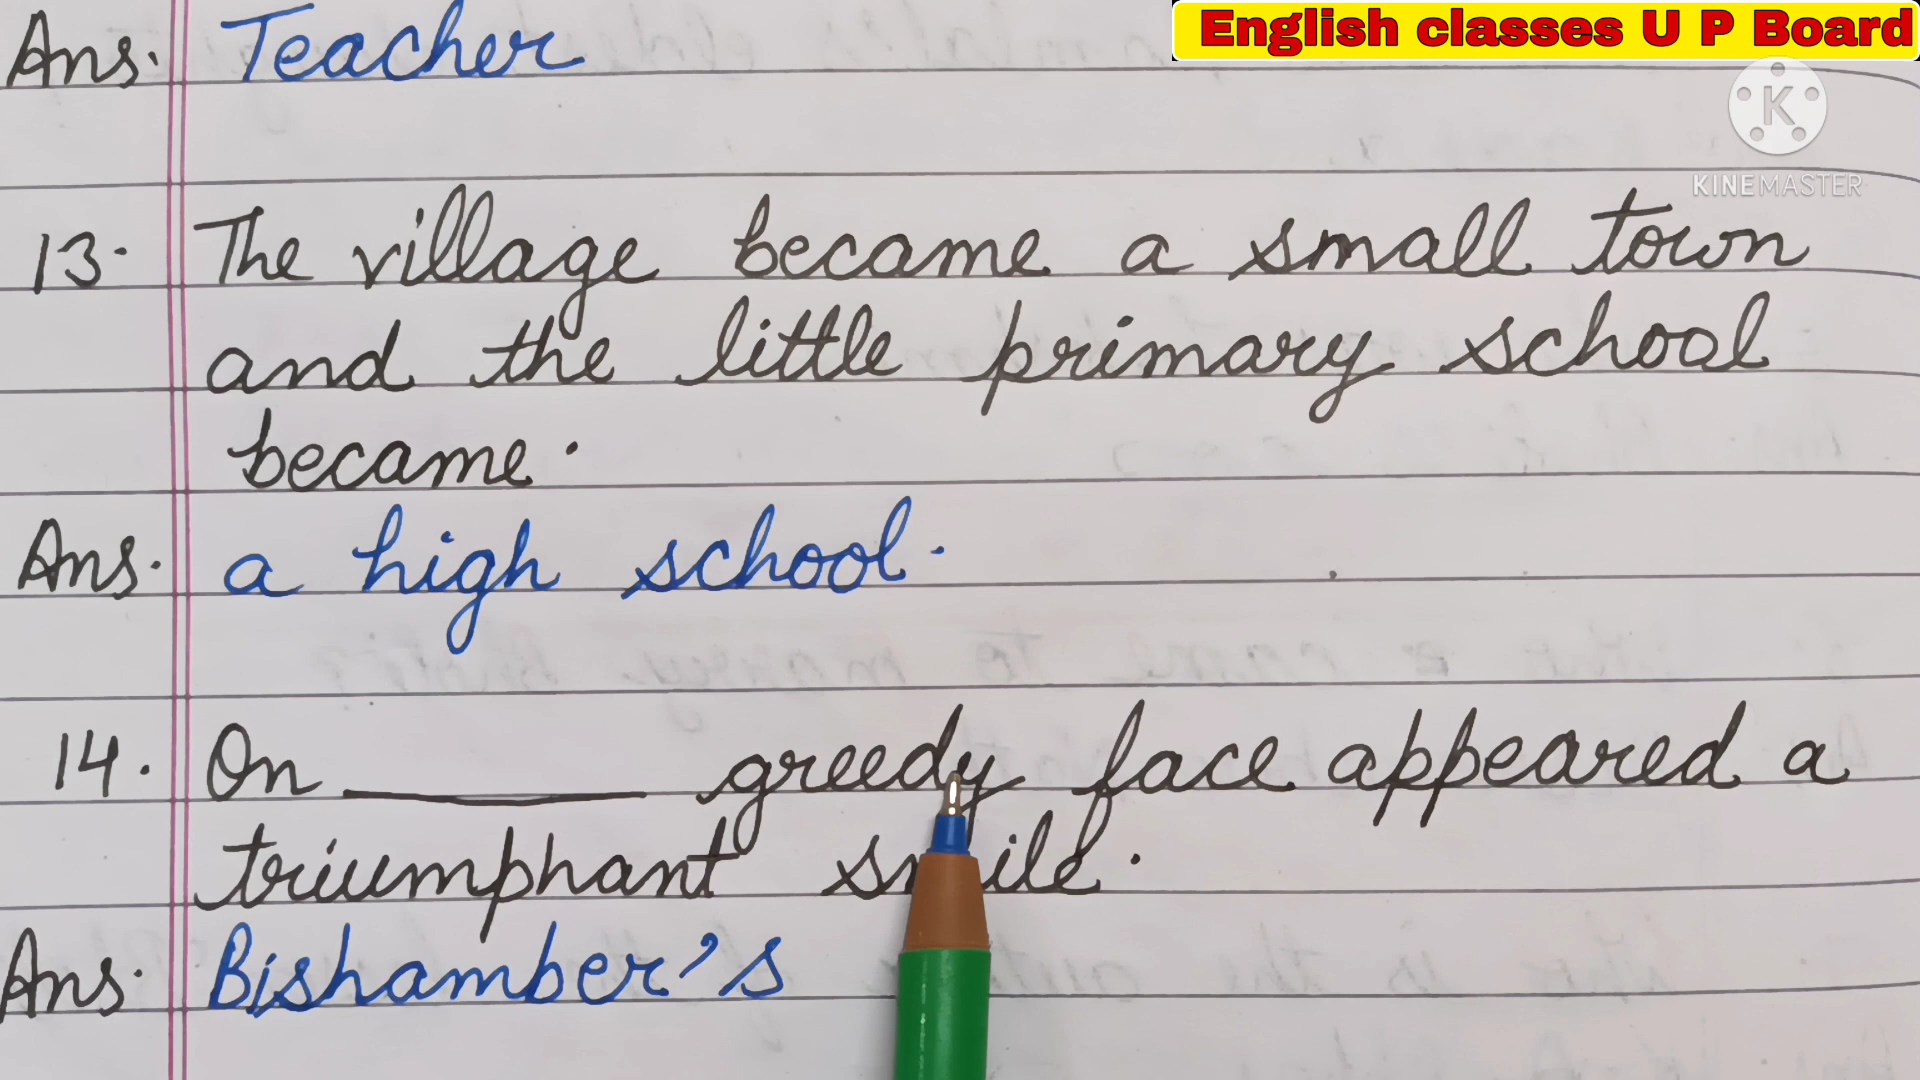 English classes U P Board
KINEMASTER
Ans. Teacher
13. The village became a small town
and the little primary school
became.
Ans. a high school.
14. On ______ greedy face appeared a
triumphant smile.
Ans. Bishamber's